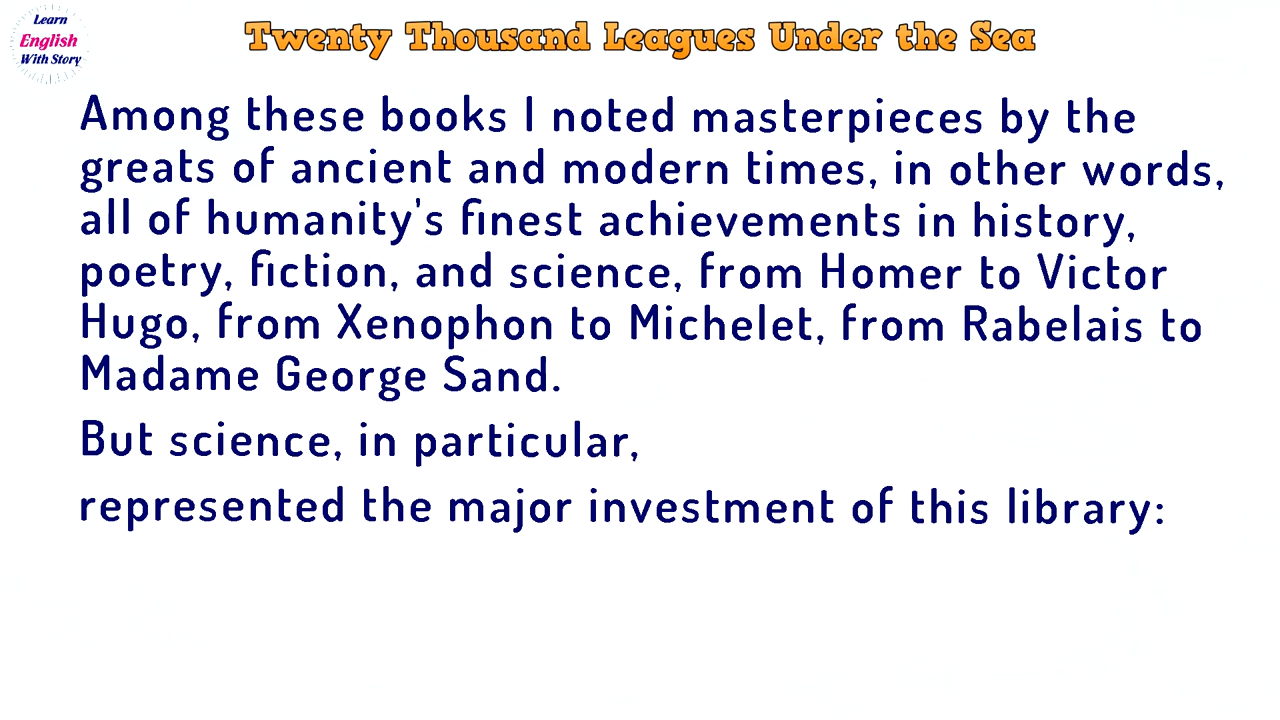 Learn
English
With Story
Twenty Thousand Leagues Under the Sea
Among these books I noted masterpieces by the
greats of ancient and modern times, in other words,
all of humanity's finest achievements in history,
poetry, fiction, and science, from Homer to Victor
Hugo, from Xenophon to Michelet, from Rabelais to
Madame George Sand.
But science, in particular,
represented the major investment of this library: